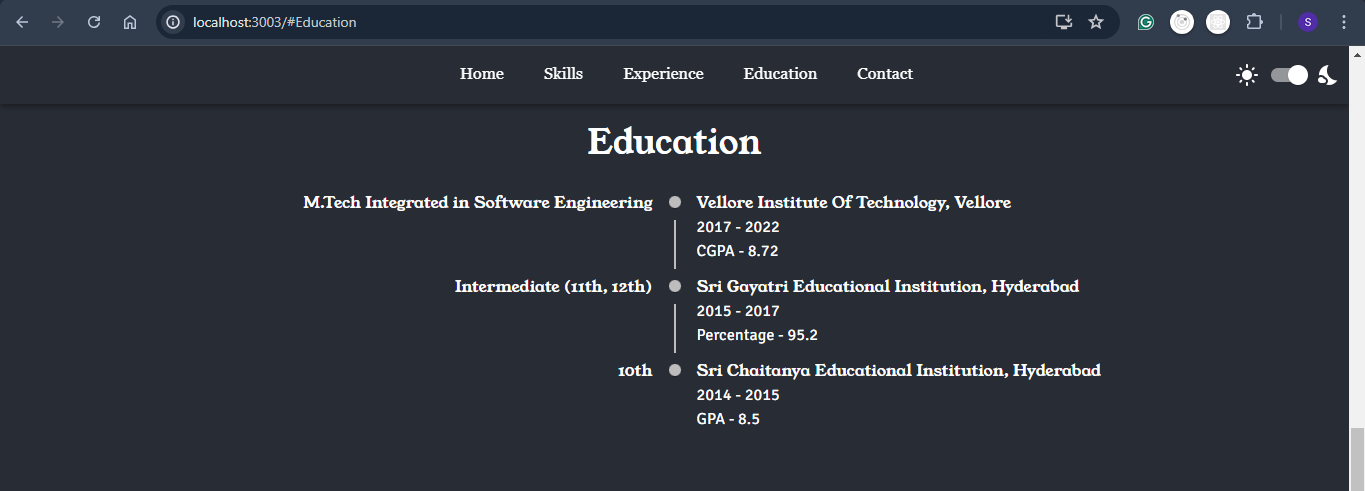 localhost:3003/#Education
S
Home Skills Experience Education Contact
Education
M.Tech Integrated in Software Engineering
Vellore Institute Of Technology, Vellore
2017 - 2022
CGPA - 8.72
Intermediate (11th, 12th)
Sri Gayatri Educational Institution, Hyderabad
2015 - 2017
Percentage - 95.2
10th
Sri Chaitanya Educational Institution, Hyderabad
2014 - 2015
GPA - 8.5